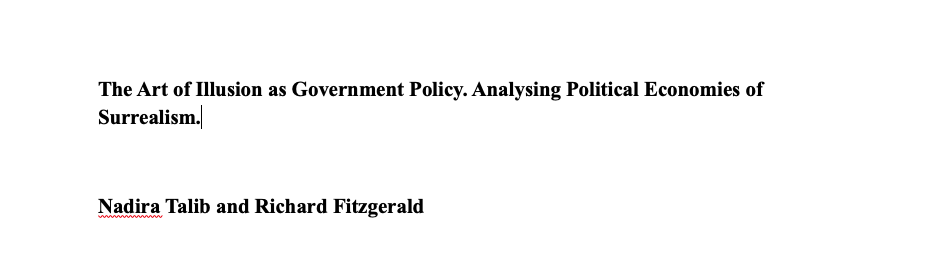 The Art of Illusion as Government Policy. Analysing Political Economies of
Surrealism.
Nadira Talib and Richard Fitzgerald